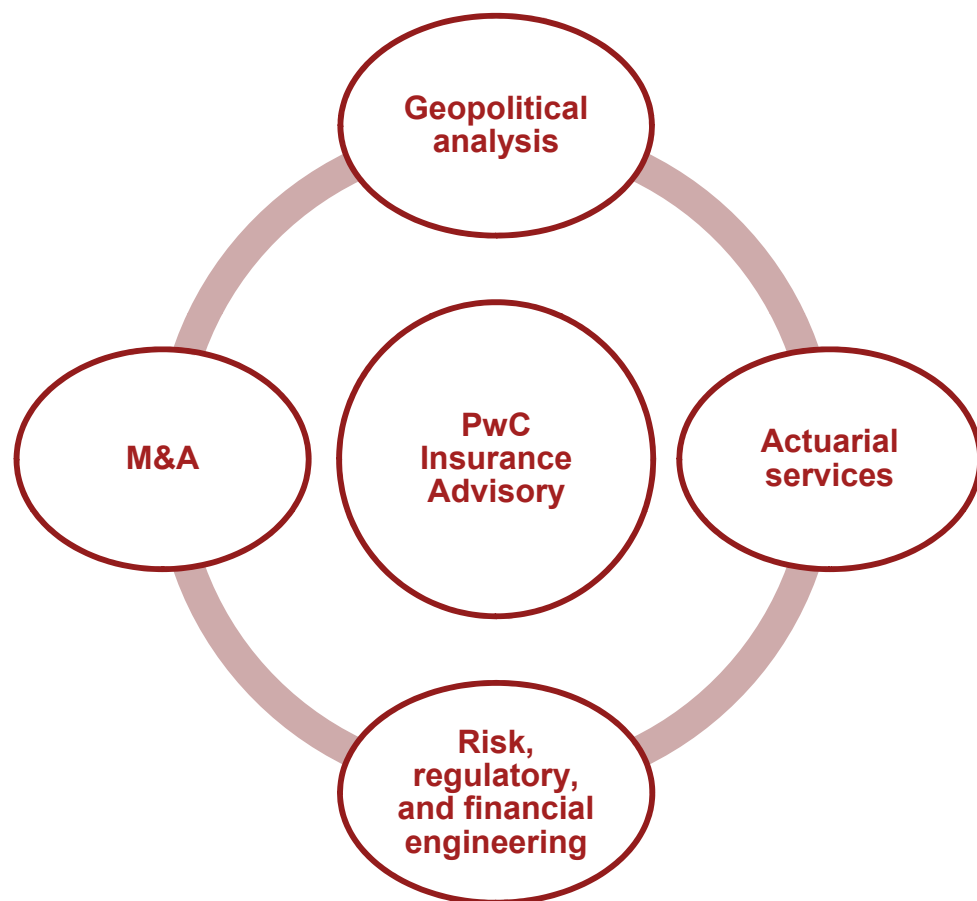 Geopolitical
analysis
M&A
PwC
Insurance
Advisory
Actuarial
services
Risk,
regulatory,
and financial
engineering